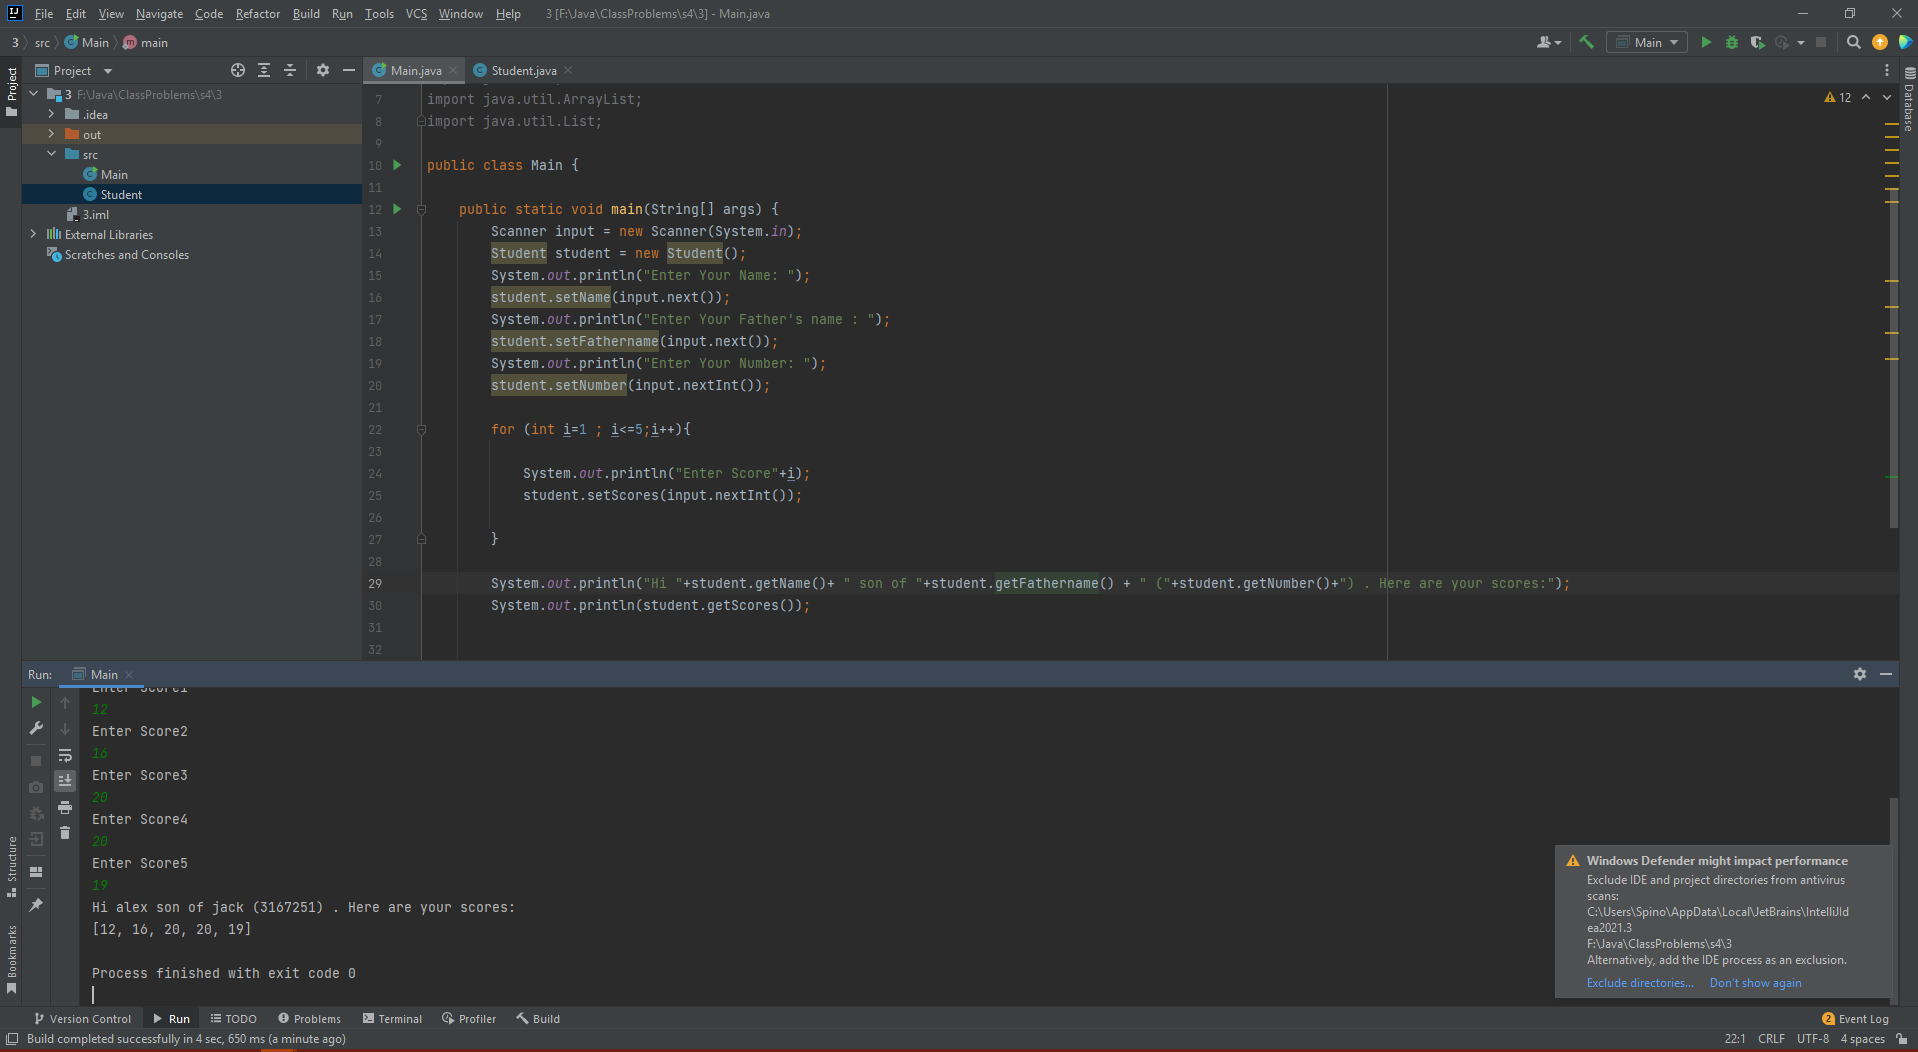 File Edit View Navigate Code Refactor Build Run Tools VCS Window Help 3 [F:\Java\ClassProblems\s4\3] - Main.java
3 src Main main
Main
Project
Main.java Student.java
3 F:\Java\ClassProblems\s4\3
.idea
out
src
Main
Student
3.iml
External Libraries
Scratches and Consoles
Project
Structure
Bookmarks
Database
12
7 import java.util.ArrayList;
8 import java.util.List;
9
10 public class Main {
11
12 public static void main(String[] args) {
13 Scanner input = new Scanner(System.in);
14 Student student = new Student();
15 System.out.println("Enter Your Name: ");
16 student.setName(input.next());
17 System.out.println("Enter Your Father's name : ");
18 student.setFathername(input.next());
19 System.out.println("Enter Your Number: ");
20 student.setNumber(input.nextInt());
21
22 for (int i=1 ; i<=5;i++){
23
24 System.out.println("Enter Score"+i);
25 student.setScores(input.nextInt());
26
27 }
28
29 System.out.println("Hi "+student.getName()+ " son of "+student.getFathername() + " ("+student.getNumber()+") . Here are your scores:");
30 System.out.println(student.getScores());
31
32
Run: Main
Enter Score1
12
Enter Score2
16
Enter Score3
20
Enter Score4
20
Enter Score5
19
Hi alex son of jack (3167251) . Here are your scores:
[12, 16, 20, 20, 19]
Process finished with exit code 0
Windows Defender might impact performance
Exclude IDE and project directories from antivirus
scans:
C:\Users\Spino\AppData\Local\JetBrains\IntelliJId
ea2021.3
F:\Java\ClassProblems\s4\3
Alternatively, add the IDE process as an exclusion.
Exclude directories... Don't show again
Version Control Run TODO Problems Terminal Profiler Build 2 Event Log
Build completed successfully in 4 sec, 650 ms (a minute ago) 22:1 CRLF UTF-8 4 spaces